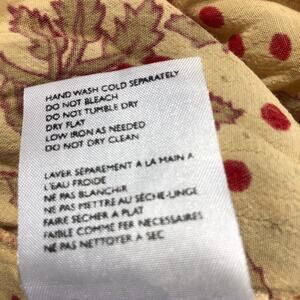 HAND WASH COLD SEPARATELY
DO NOT BLEACH
DO NOT TUMBLE DRY
DRY FLAT
LOW IRON AS NEEDED
DO NOT DRY CLEAN
LAVER SÉPARÉMENT A LA MAIN A
L'EAU FROIDE
NE PAS BLANCHIR
NE PAS METTRE AU SÈCHE-LINGE
FAIRE SÉCHER A PLAT
FAIBLE COMME FER NECESSAIRES
NE PAS NETTOYER A SEC